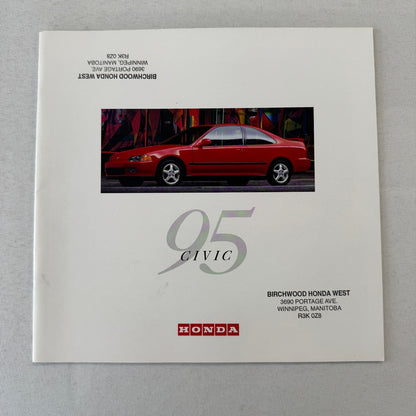 BIRCHWOOD HONDA WEST
3690 PORTAGE AVE.
WINNIPEG, MANITOBA
R3K 0Z8
95
CIVIC
BIRCHWOOD HONDA WEST
3690 PORTAGE AVE.
WINNIPEG, MANITOBA
R3K 0Z8
HONDA